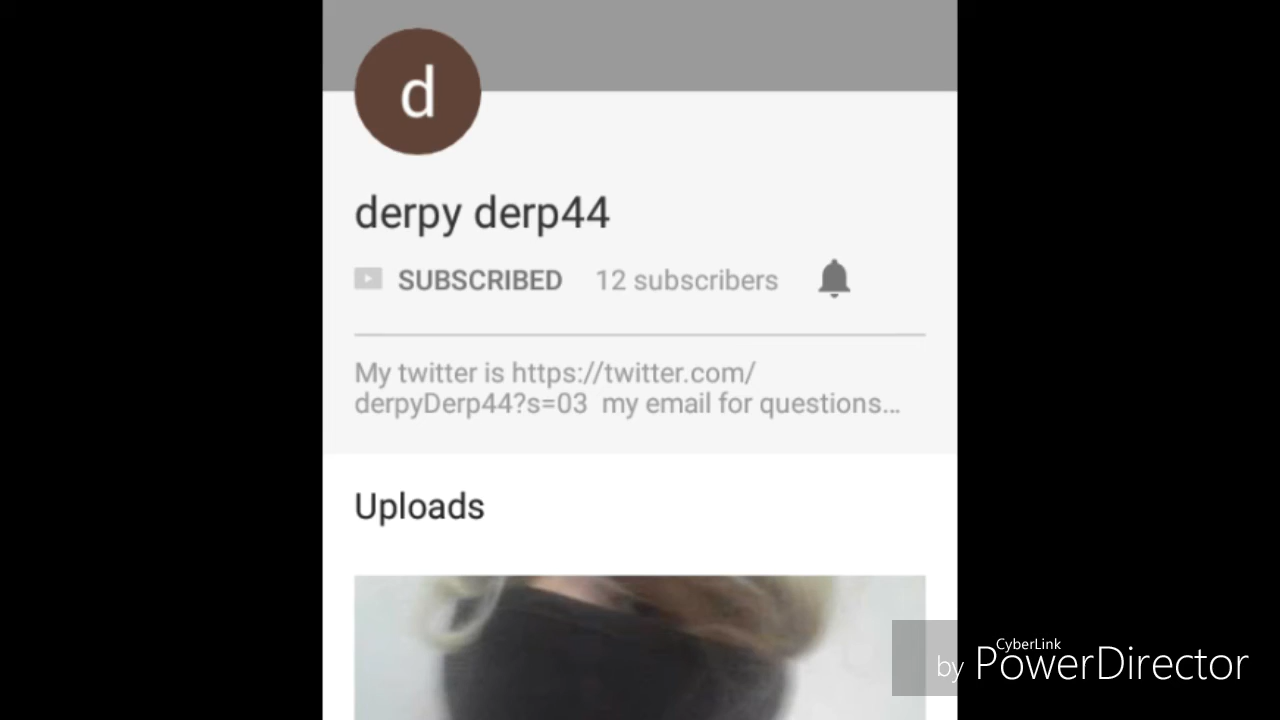 d
derpy derp44
SUBSCRIBED 12 subscribers
My twitter is https://twitter.com/
derpyDerp44?s=03 my email for questions...
Uploads
CyberLink
by PowerDirector